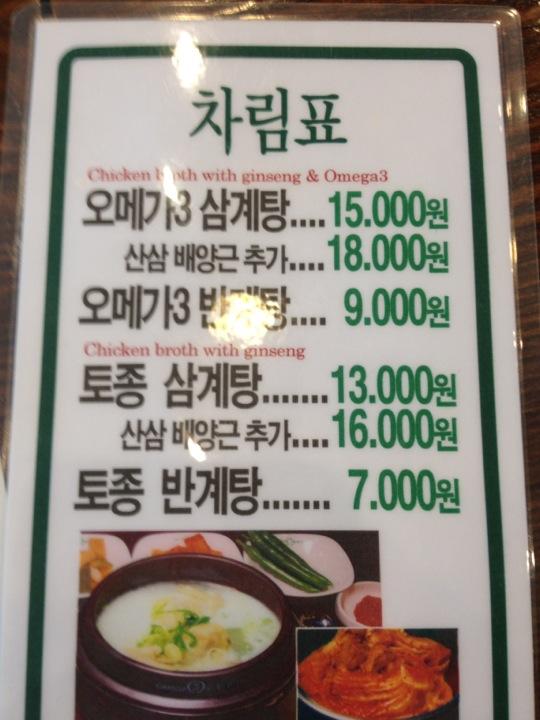 차림표
Chicken broth with ginseng & Omega3
오메가3 삼계탕....15.000원
산삼 배양근 추가....18.000원
오메가3 반계탕.... 9.000원
Chicken broth with ginseng
토종 삼계탕.......13.000원
산삼 배양근 추가....16.000원
토종 반계탕....... 7.000원